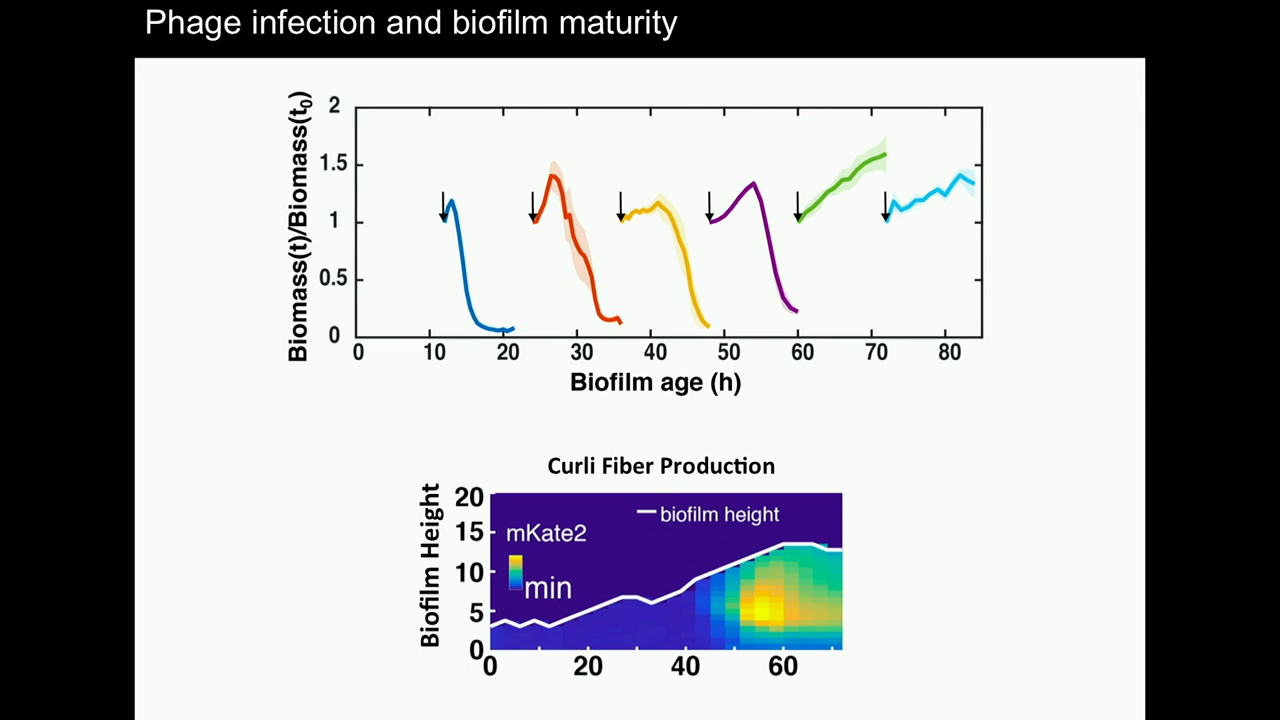 Phage infection and biofilm maturity
Biomass(t)/Biomass(t0)
2
1.5
1
0.5
0
0 10 20 30 40 50 60 70 80
Biofilm age (h)
Curli Fiber Production
Biofilm Height
20
15
10
5
0
biofilm height
mKate2
min
0 20 40 60